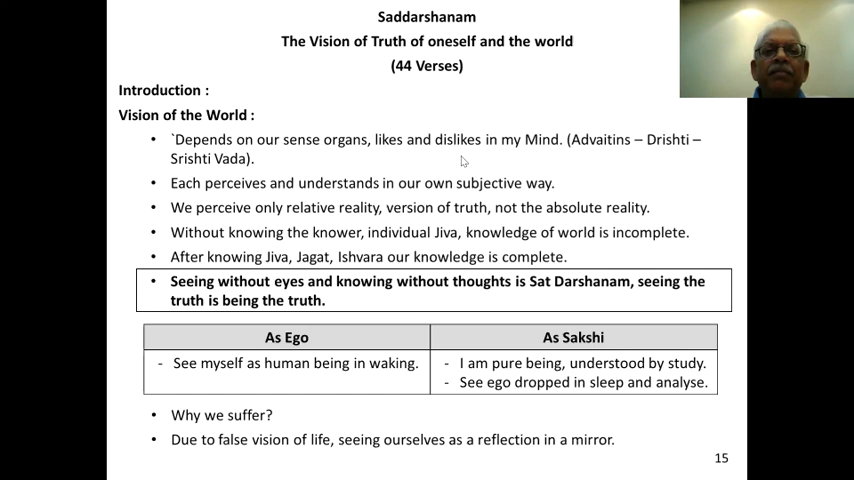 Saddarshanam
The Vision of Truth of oneself and the world
(44 Verses)
Introduction :
Vision of the World :
• `Depends on our sense organs, likes and dislikes in my Mind. (Advaitins – Drishti –
Srishti Vada).
• Each perceives and understands in our own subjective way.
• We perceive only relative reality, version of truth, not the absolute reality.
• Without knowing the knower, individual Jiva, knowledge of world is incomplete.
• After knowing Jiva, Jagat, Ishvara our knowledge is complete.
• Seeing without eyes and knowing without thoughts is Sat Darshanam, seeing the
truth is being the truth.
As Ego
As Sakshi
- See myself as human being in waking.
- I am pure being, understood by study.
- See ego dropped in sleep and analyse.
• Why we suffer?
• Due to false vision of life, seeing ourselves as a reflection in a mirror.
15